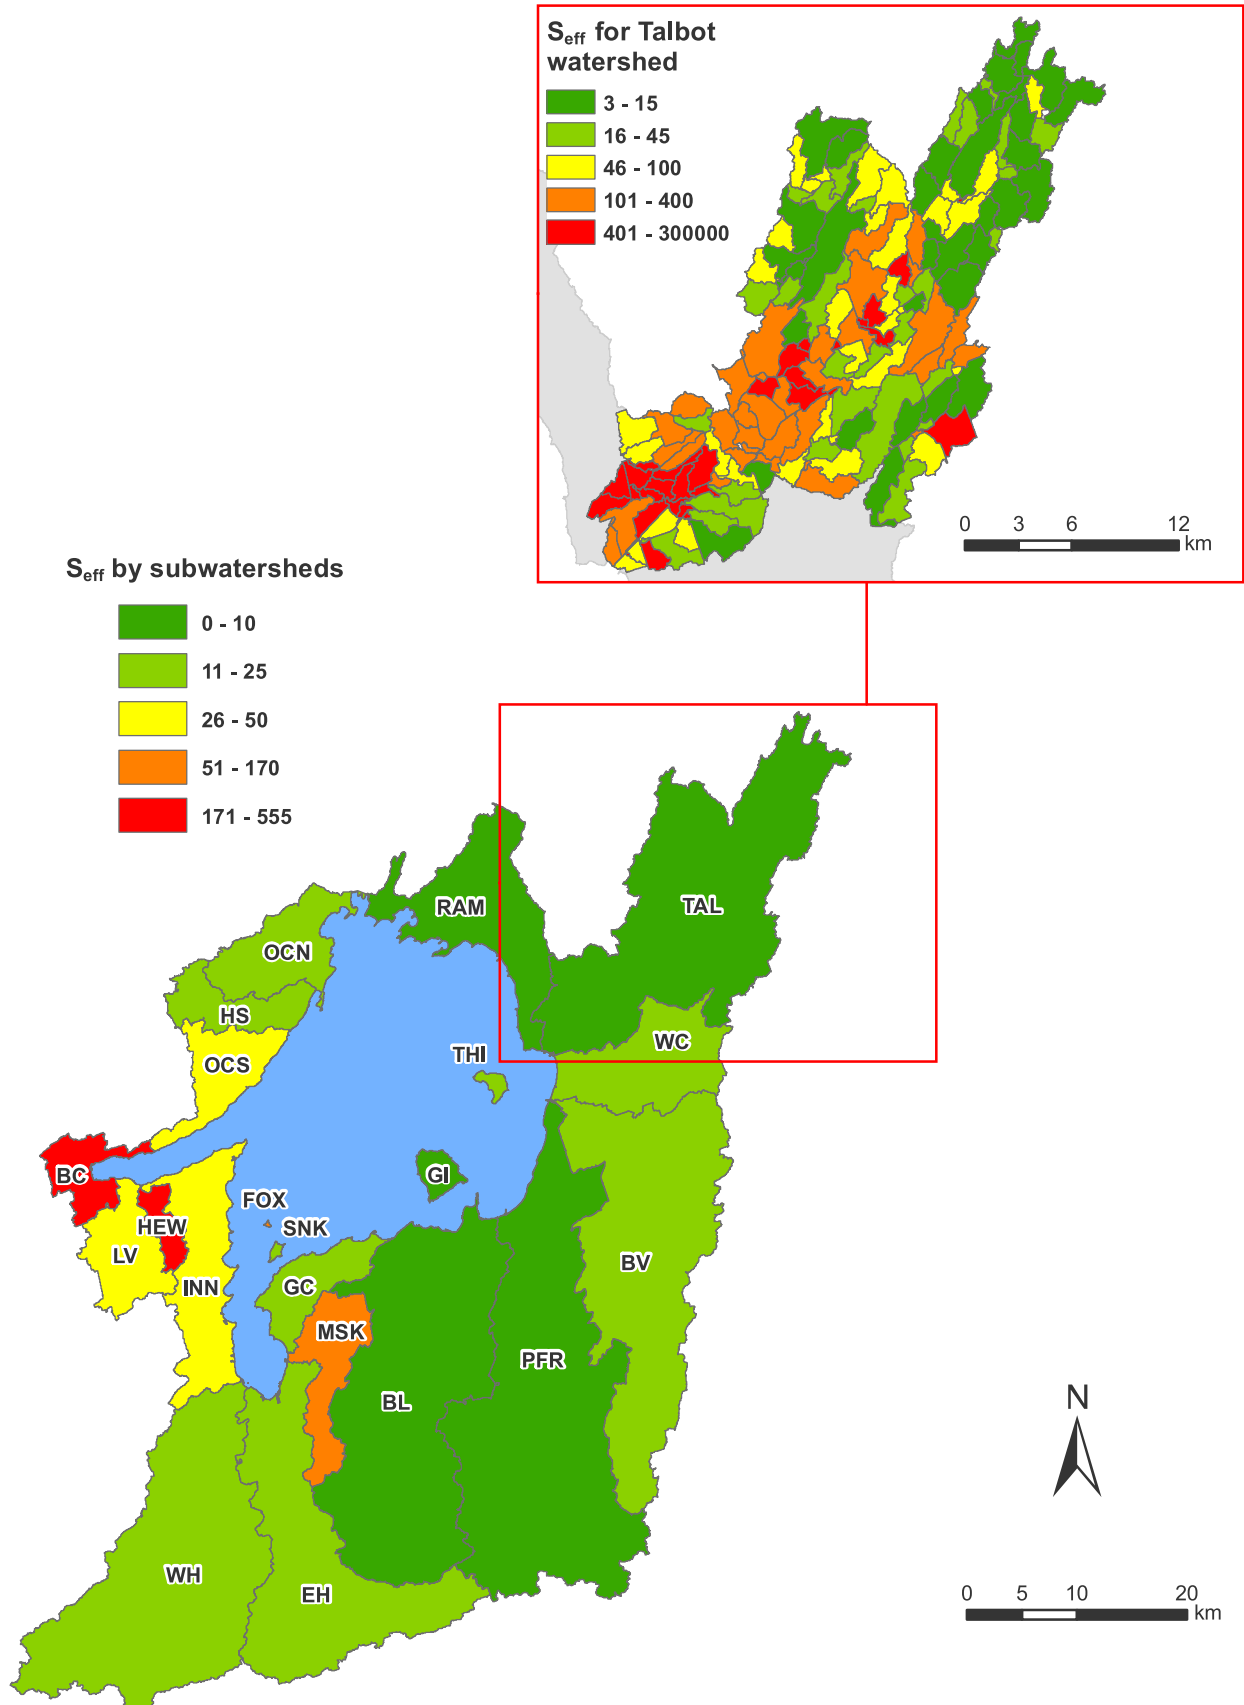 S_eff for Talbot
watershed
3 - 15
16 - 45
46 - 100
101 - 400
401 - 300000
0 3 6 12
km
S_eff by subwatersheds
0 - 10
11 - 25
26 - 50
51 - 170
171 - 555
RAM
TAL
OCN
HS
WC
THI
OCS
BC
GI
FOX
HEW
SNK
LV
BV
INN
GC
MSK
PFR
BL
N
WH
EH
0 5 10 20
km